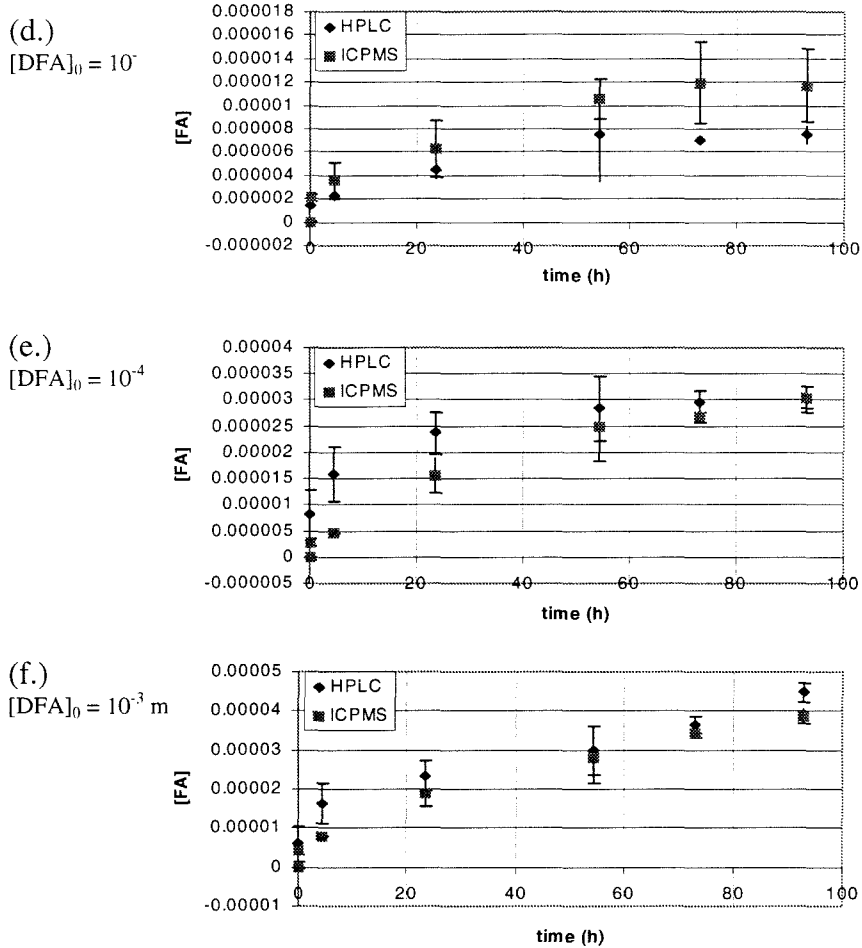 (d.)
[DFA]₀ = 10⁻
0.000018
0.000016
0.000014
0.000012
0.00001
0.000008
0.000006
0.000004
0.000002
0
-0.000002
[FA]
HPLC
ICPMS
0 20 40 60 80 100
time (h)
(e.)
[DFA]₀ = 10⁻⁴
0.00004
0.000035
0.00003
0.000025
0.00002
0.000015
0.00001
0.000005
0
-0.000005
[FA]
HPLC
ICPMS
0 20 40 60 80 100
time (h)
(f.)
[DFA]₀ = 10⁻³ m
0.00005
0.00004
0.00003
0.00002
0.00001
0
-0.00001
[FA]
HPLC
ICPMS
0 20 40 60 80 100
time (h)